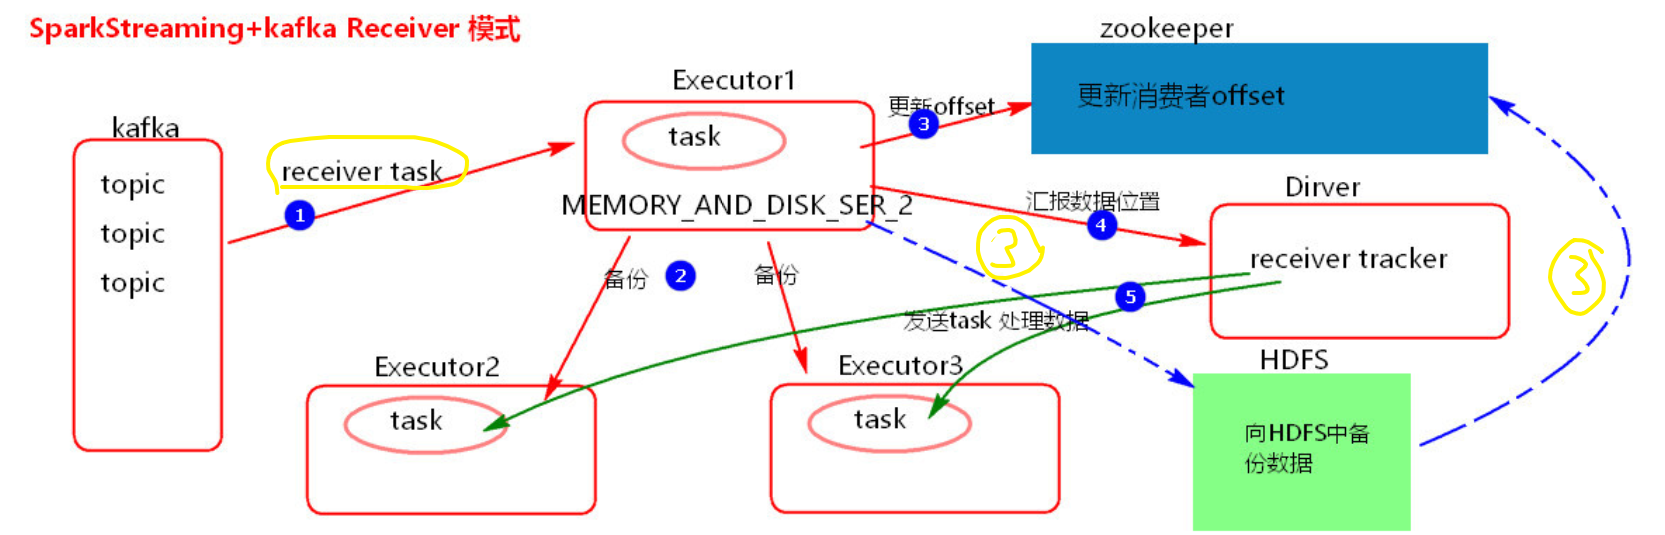 SparkStreaming+kafka Receiver 模式
zookeeper
更新消费者offset
Executor1
task
MEMORY_AND_DISK_SER_2
更新offset
3
kafka
topic
topic
topic
receiver task
1
Dirver
receiver tracker
汇报数据位置
4
3
3
备份
2
备份
5
发送task 处理数据
Executor2
task
Executor3
task
HDFS
向HDFS中备
份数据